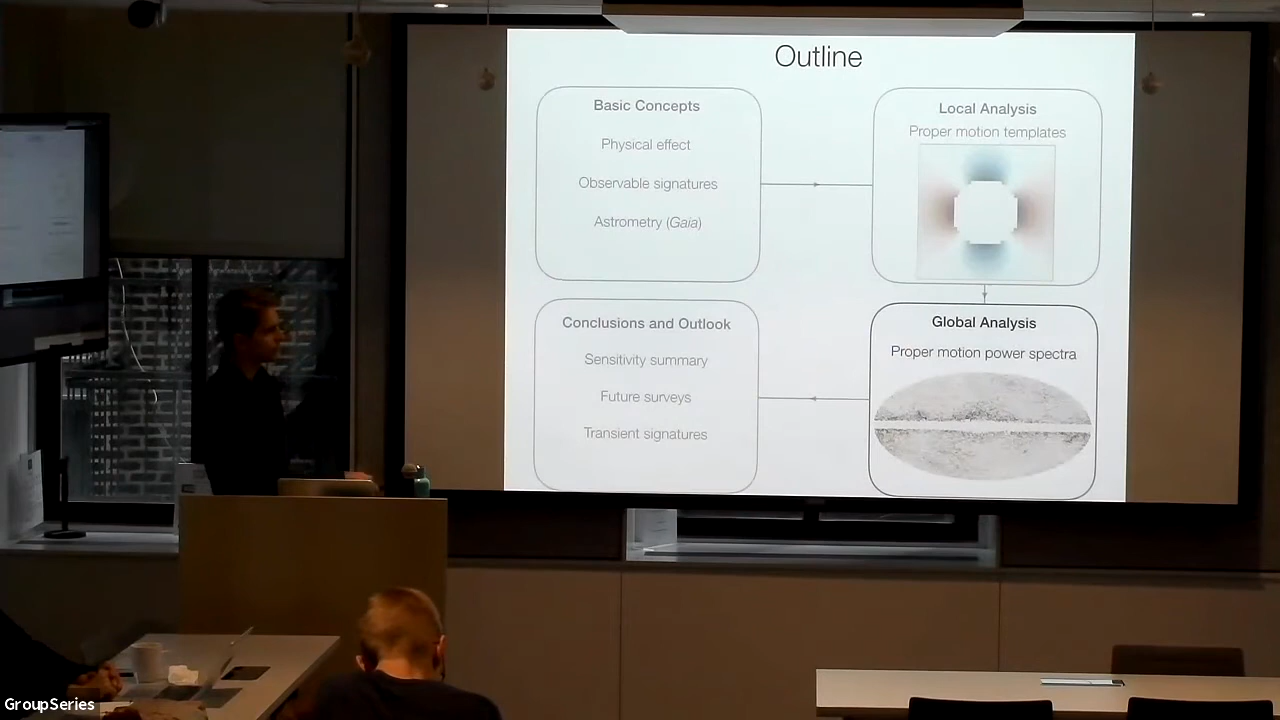 Outline
Basic Concepts
Physical effect
Observable signatures
Astrometry (Gaia)
Local Analysis
Proper motion templates
Global Analysis
Proper motion power spectra
Conclusions and Outlook
Sensitivity summary
Future surveys
Transient signatures
GroupSeries